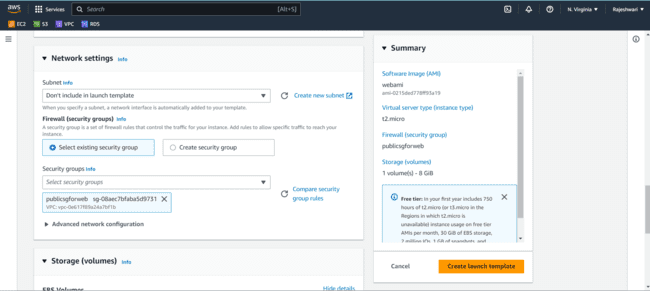 aws
Services
Search
[Alt+S]
N. Virginia
Rajeshwari
EC2
S3
VPC
RDS
Network settings Info
Subnet Info
Don't include in launch template
Create new subnet
When you specify a subnet, a network interface is automatically added to your template.
Firewall (security groups) Info
A security group is a set of firewall rules that control the traffic for your instance. Add rules to allow specific traffic to reach your
instance.
Select existing security group
Create security group
Security groups Info
Select security groups
Compare security
group rules
publicsgforweb sg-08aec7bfaba5d9731
VPC: vpc-0e617f89a24a7bf1b
Advanced network configuration
Storage (volumes) Info
EBS Volumes
Hide details
Summary
Software Image (AMI)
webami
ami-0215ded778ff93a19
Virtual server type (instance type)
t2.micro
Firewall (security group)
publicsgforweb
Storage (volumes)
1 volume(s) - 8 GiB
Free tier: In your first year includes 750
hours of t2.micro (or t3.micro in the
Regions in which t2.micro is
unavailable) instance usage on free tier
AMIs per month, 30 GiB of EBS storage,
2 million IOs, 1 GB of snapshots, and
Cancel
Create launch template